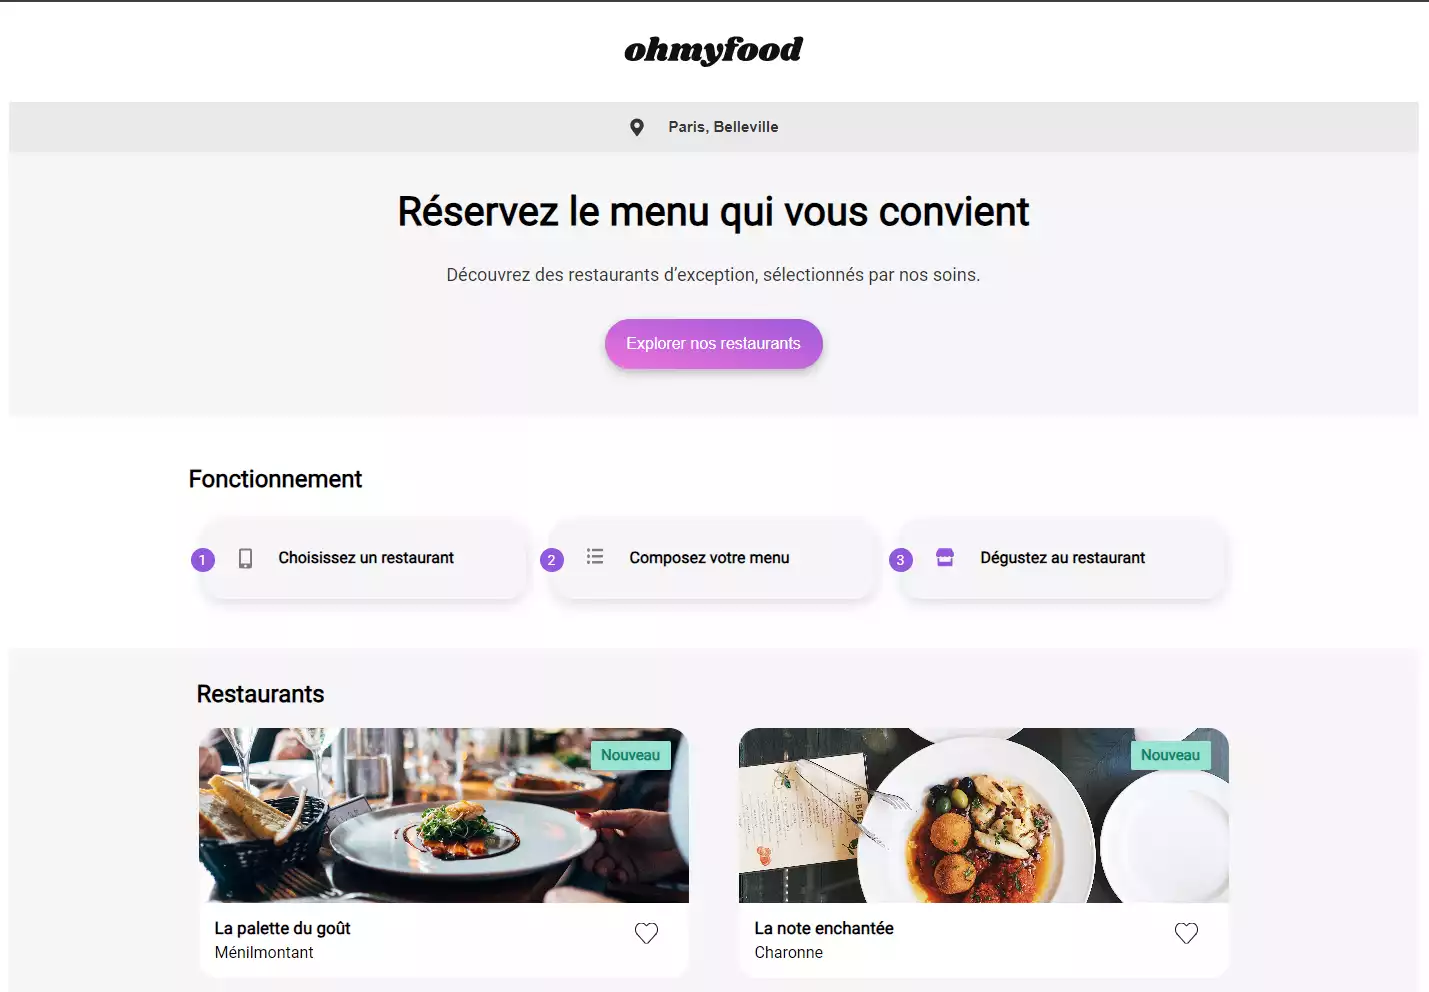 ohmyfood
Paris, Belleville
Réservez le menu qui vous convient
Découvrez des restaurants d’exception, sélectionnés par nos soins.
Explorer nos restaurants
Fonctionnement
1 Choisissez un restaurant
2 Composez votre menu
3 Dégustez au restaurant
Restaurants
Nouveau
La palette du goût
Ménilmontant
Nouveau
La note enchantée
Charonne